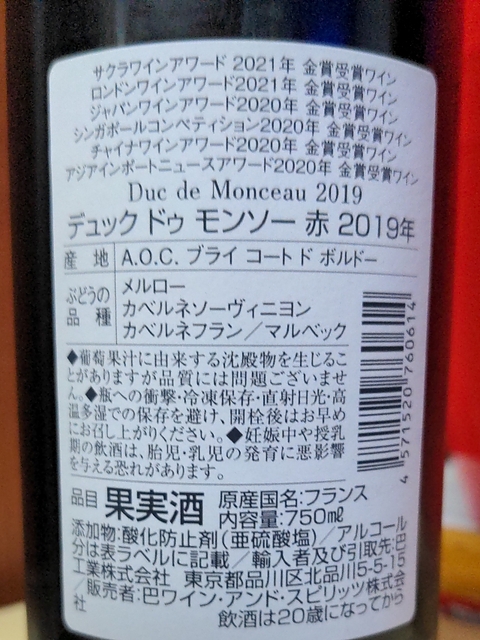 サクラワインアワード 2021年 金賞受賞ワイン
ロンドンワインアワード2021年 金賞受賞ワイン
ジャパンワインアワード2020年 金賞受賞ワイン
シンガポールコンペティション2020年 金賞受賞ワイン
チャイナワインアワード2020年 金賞受賞ワイン
アジアインポートニュースアワード2020年 金賞受賞ワイン
Duc de Monceau 2019
デュック ドゥ モンソー 赤 2019年
産地 A.O.C. ブライ コート ド ボルドー
ぶどうの品種
メルロー
カベルネソーヴィニヨン
カベルネフラン/マルベック
◆葡萄果汁に由来する沈殿物を生じるこ
とがありますが品質には問題ございませ
ん。◆瓶への衝撃・冷凍保存・直射日光・高
温多湿での保存を避け、開栓後はお早め
にお召し上がりください。◆妊娠中や授乳
期の飲酒は、胎児・乳児の発育に悪影響
を与える恐れがあります。
4 571520 760614
品目 果実酒 原産国名:フランス
内容量:750㎖
添加物:酸化防止剤(亜硫酸塩)/アルコール
分は表ラベルに記載/輸入者及び引取先:巴
工業株式会社 東京都品川区北品川5-5-15
/販売者:巴ワイン・アンド・スピリッツ株式会
社 飲酒は20歳になってから